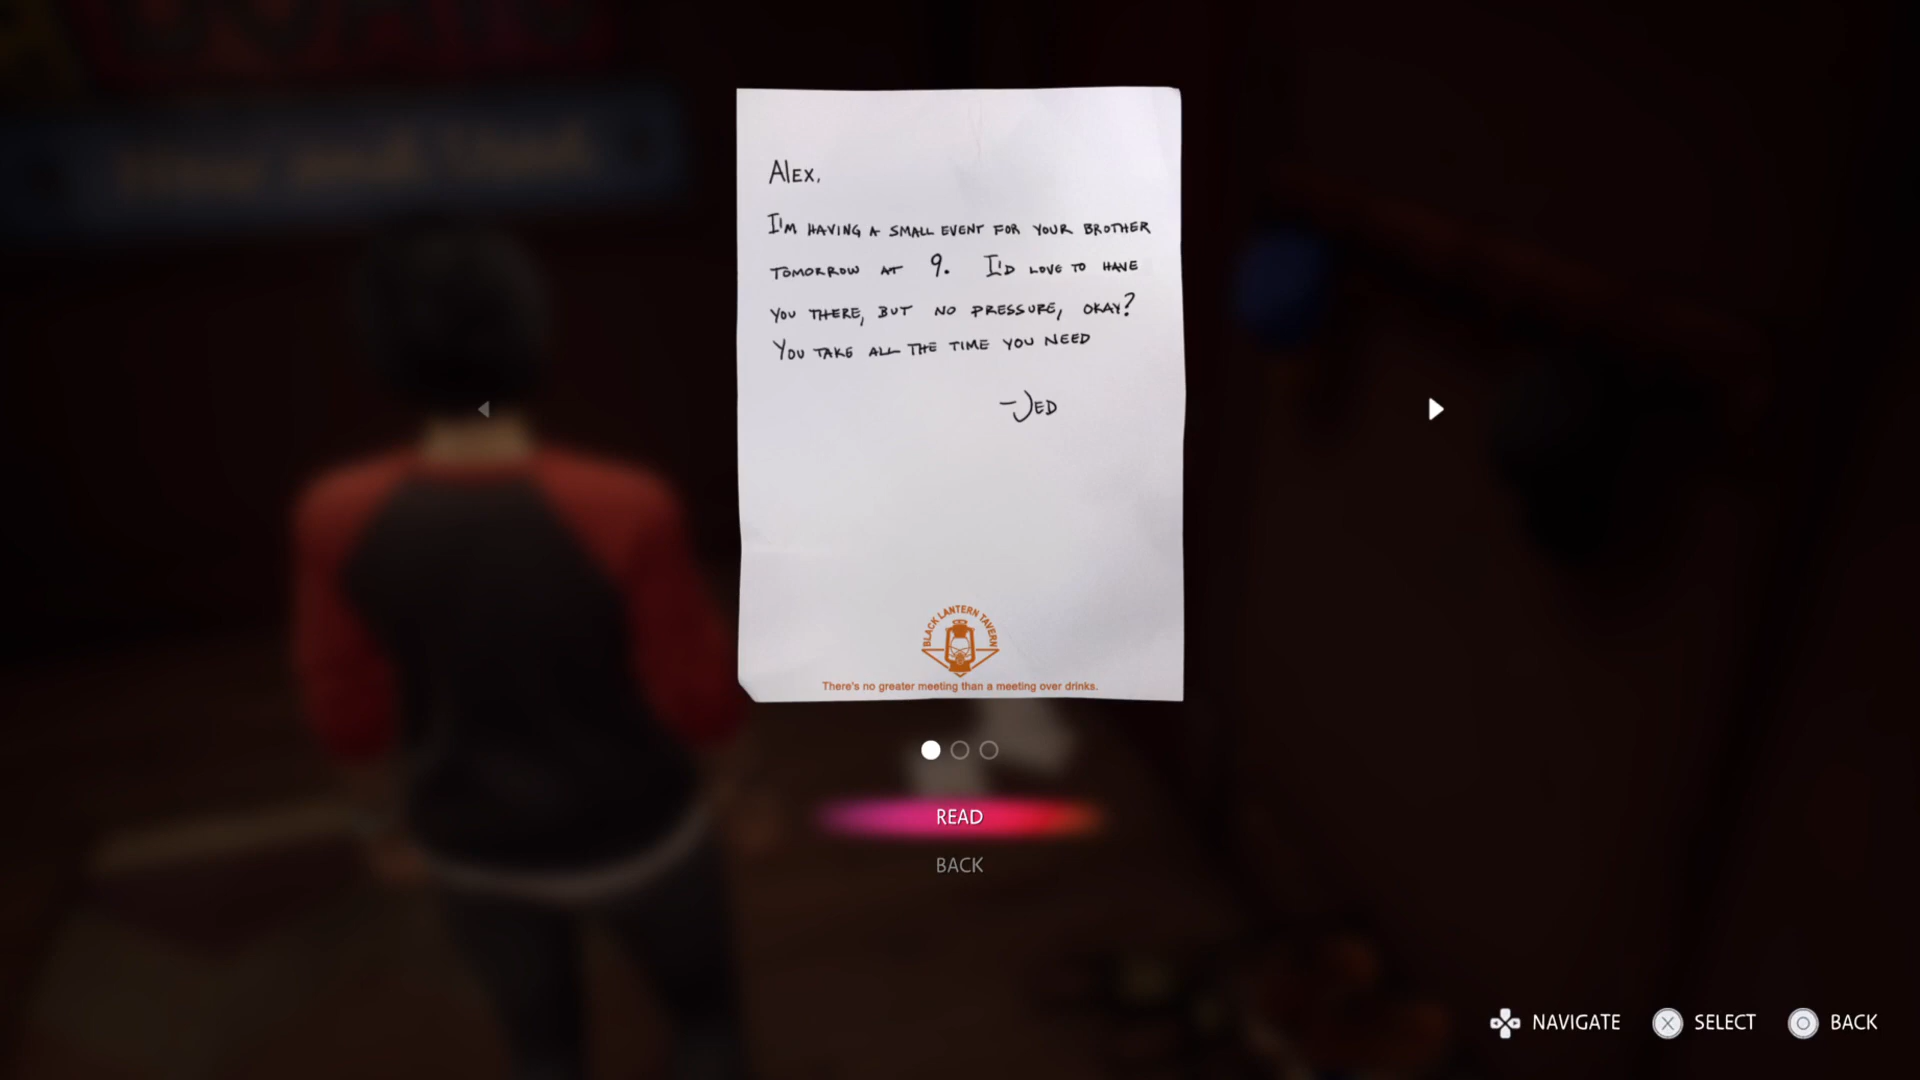 Alex,
I'm having a small event for your brother
tomorrow at 9. I'd love to have
you there, but no pressure, okay?
You take all the time you need
-Jed
BLACK LANTERN TAVERN
There's no greater meeting than a meeting over drinks.
READ
BACK
NAVIGATE SELECT BACK